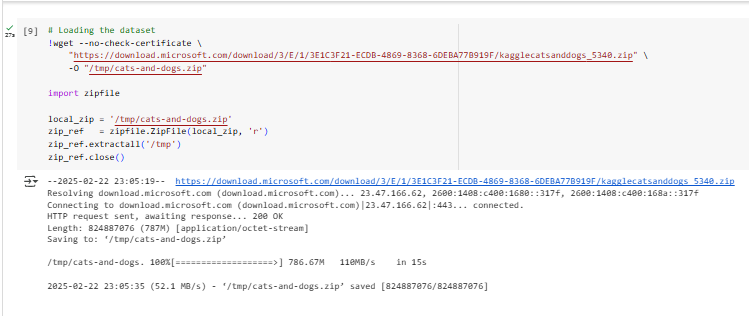 27s [9] # Loading the dataset
!wget --no-check-certificate \
"https://download.microsoft.com/download/3/E/1/3E1C3F21-ECDB-4869-8368-6DEBA77B919F/kagglecatsanddogs_5340.zip" \
-O "/tmp/cats-and-dogs.zip"
import zipfile
local_zip = '/tmp/cats-and-dogs.zip'
zip_ref = zipfile.ZipFile(local_zip, 'r')
zip_ref.extractall('/tmp')
zip_ref.close()
--2025-02-22 23:05:19-- https://download.microsoft.com/download/3/E/1/3E1C3F21-ECDB-4869-8368-6DEBA77B919F/kagglecatsanddogs_5340.zip
Resolving download.microsoft.com (download.microsoft.com)... 23.47.166.62, 2600:1408:c400:1680::317f, 2600:1408:c400:168a::317f
Connecting to download.microsoft.com (download.microsoft.com)|23.47.166.62|:443... connected.
HTTP request sent, awaiting response... 200 OK
Length: 824887076 (787M) [application/octet-stream]
Saving to: ‘/tmp/cats-and-dogs.zip’
/tmp/cats-and-dogs. 100%[===================>] 786.67M 110MB/s in 15s
2025-02-22 23:05:35 (52.1 MB/s) - ‘/tmp/cats-and-dogs.zip’ saved [824887076/824887076]